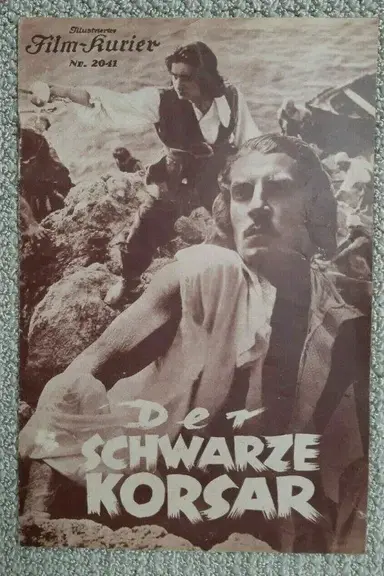 Illustrierter
Film-Kurier
Nr. 2041
Der
SCHWARZE
KORSAR